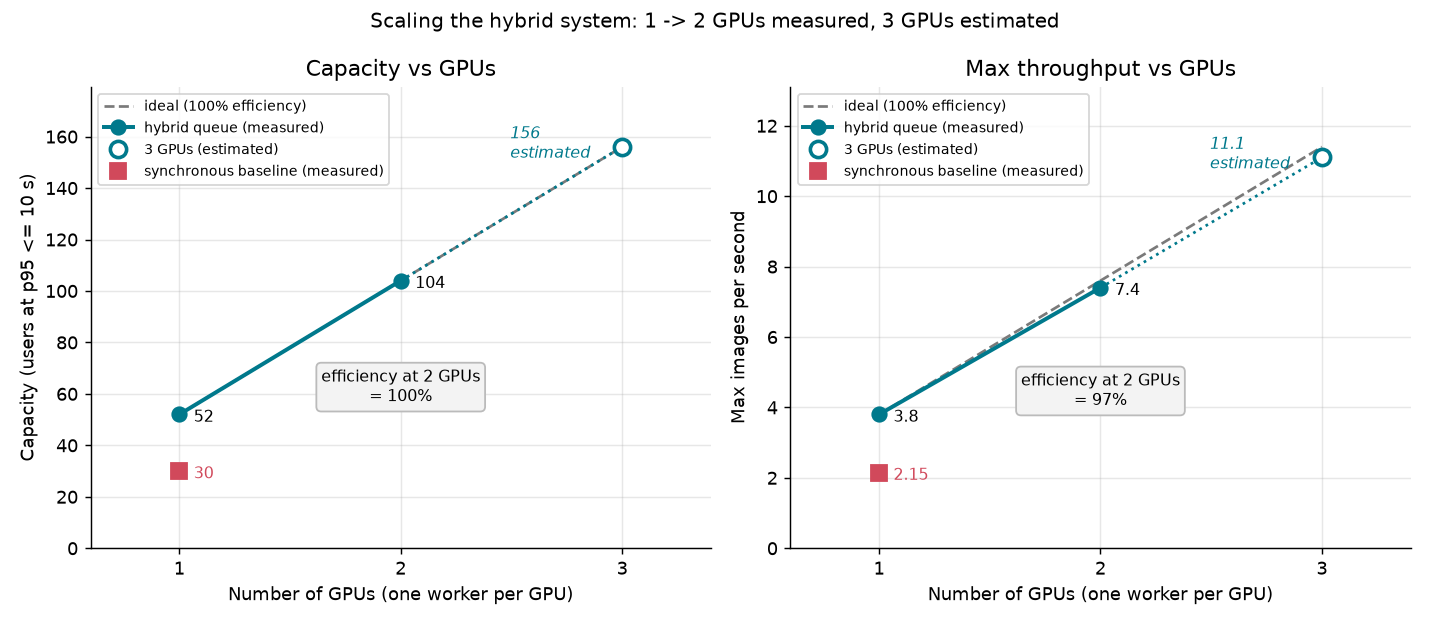 Scaling the hybrid system: 1 -> 2 GPUs measured, 3 GPUs estimated
Capacity vs GPUs
ideal (100% efficiency)
hybrid queue (measured)
3 GPUs (estimated)
synchronous baseline (measured)
156
estimated
104
efficiency at 2 GPUs
= 100%
52
30
Capacity (users at p95 <= 10 s)
160
140
120
100
80
60
40
20
0
1
2
3
Number of GPUs (one worker per GPU)
Max throughput vs GPUs
ideal (100% efficiency)
hybrid queue (measured)
3 GPUs (estimated)
synchronous baseline (measured)
11.1
estimated
7.4
efficiency at 2 GPUs
= 97%
3.8
2.15
Max images per second
12
10
8
6
4
2
0
1
2
3
Number of GPUs (one worker per GPU)